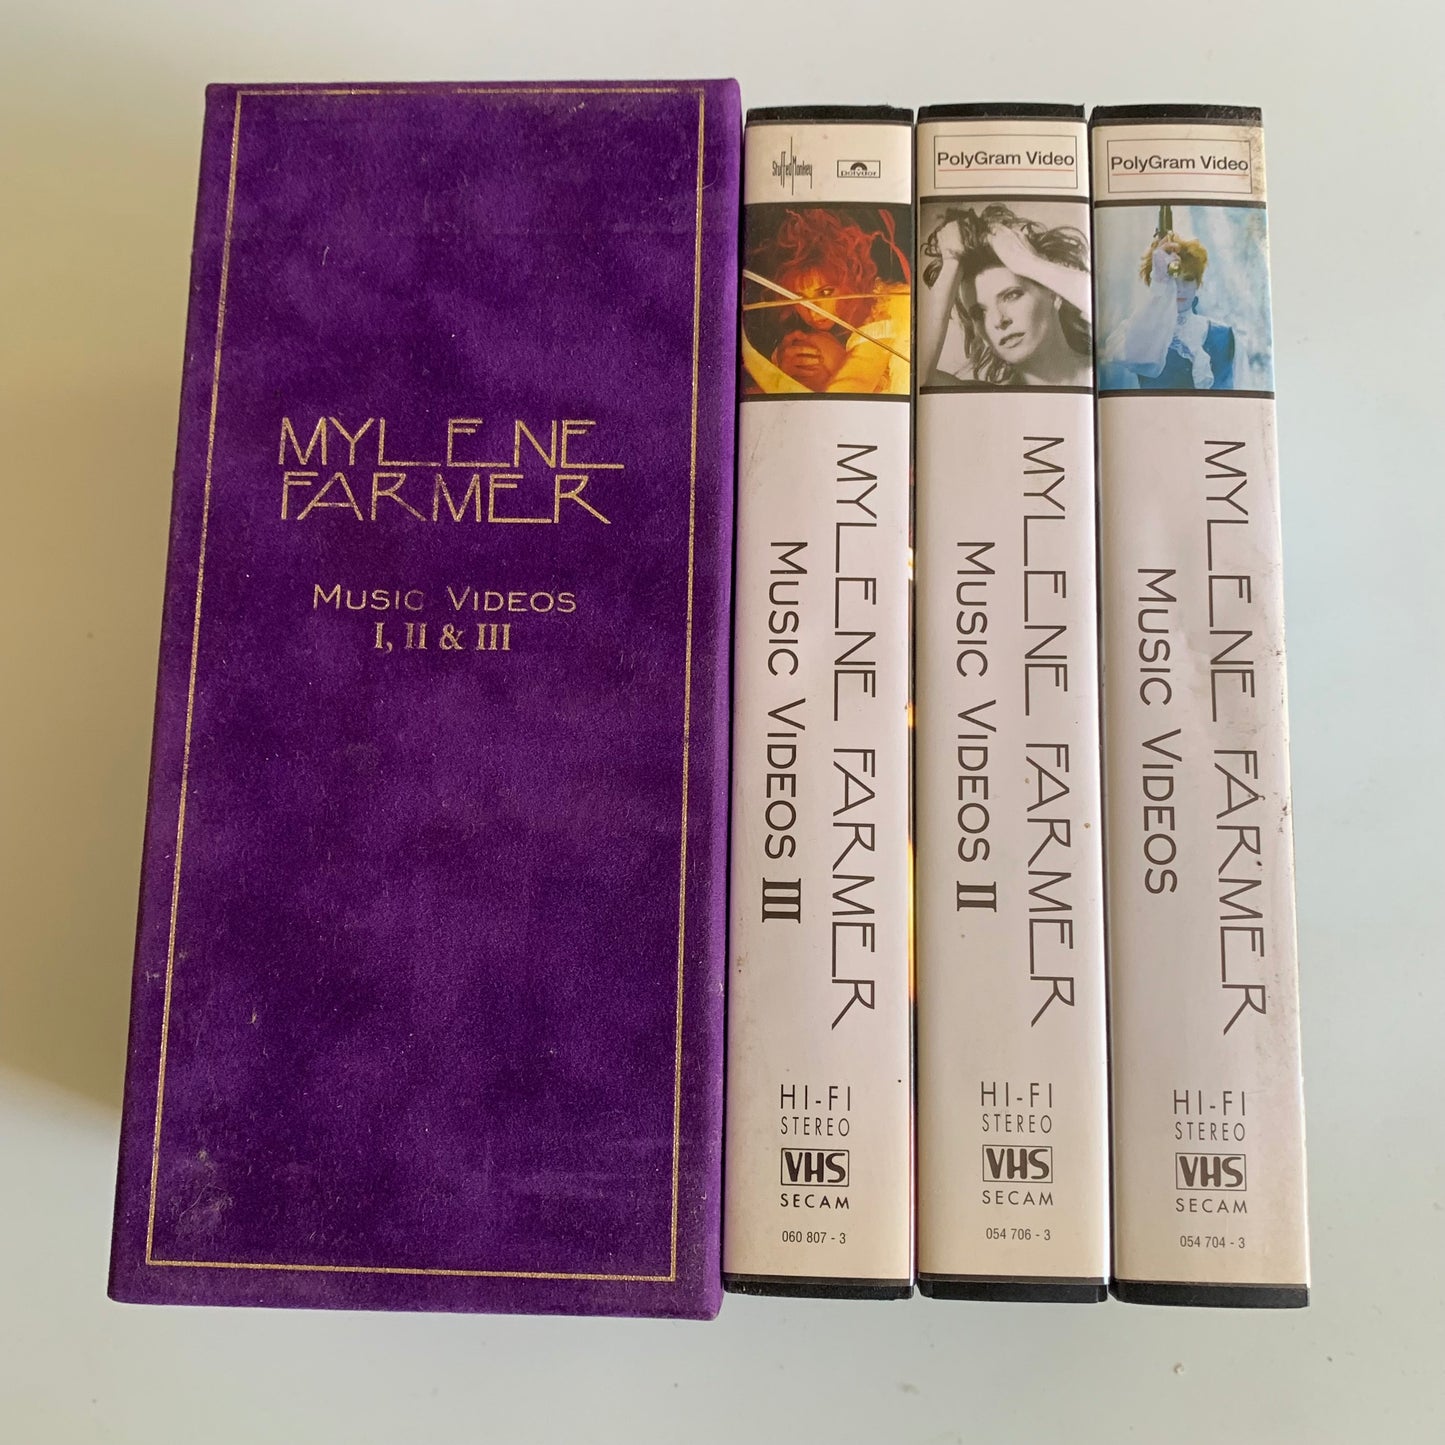 MYLENE
FARMER
MUSIC VIDEOS
I, II & III
Stuffed Monkey
polydor
MYLENE FARMER
MUSIC VIDEOS III
HI-FI
STEREO
VHS
SECAM
060 807 - 3
PolyGram Video
MYLENE FARMER
MUSIC VIDEOS II
HI-FI
STEREO
VHS
SECAM
054 706 - 3
PolyGram Video
MYLENE FARMER
MUSIC VIDEOS
HI-FI
STEREO
VHS
SECAM
054 704 - 3